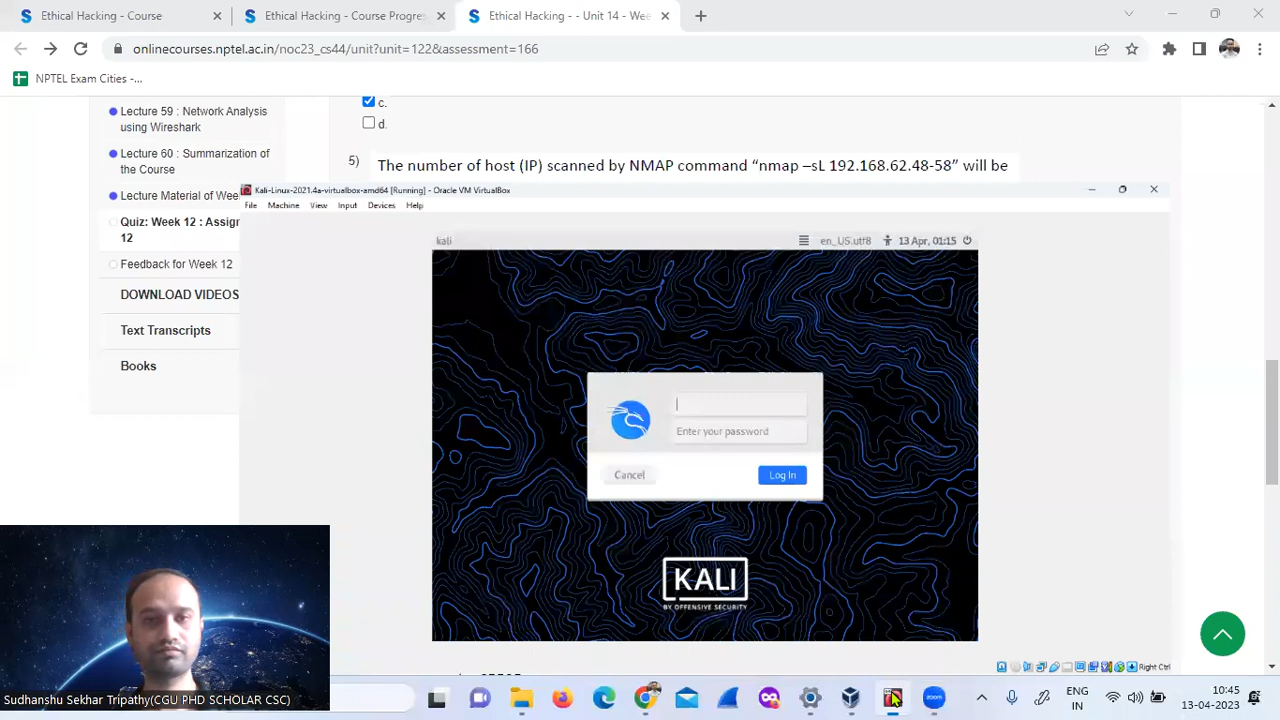 Ethical Hacking - Course
Ethical Hacking - Course Progres
Ethical Hacking - - Unit 14 - Wee
onlinecourses.nptel.ac.in/noc23_cs44/unit?unit=122&assessment=166
NPTEL Exam Cities -...
Lecture 59 : Network Analysis
using Wireshark
Lecture 60 : Summarization of
the Course
Lecture Material of Wee
Quiz: Week 12 : Assig
12
Feedback for Week 12
DOWNLOAD VIDEOS
Text Transcripts
Books
c.
d.
5) The number of host (IP) scanned by NMAP command “nmap –sL 192.168.62.48-58” will be
Kali-Linux-2021.4a-virtualbox-amd64 [Running] - Oracle VM VirtualBox
File Machine View Input Devices Help
kali
en_US.utf8 13 Apr, 01:15
Enter your password
Cancel Log In
KALI
BY OFFENSIVE SECURITY
Right Ctrl
Sudhanshu Sekhar Tripathy(CGU PHD SCHOLAR CSC)
zoom
ENG
IN
10:45
13-04-2023